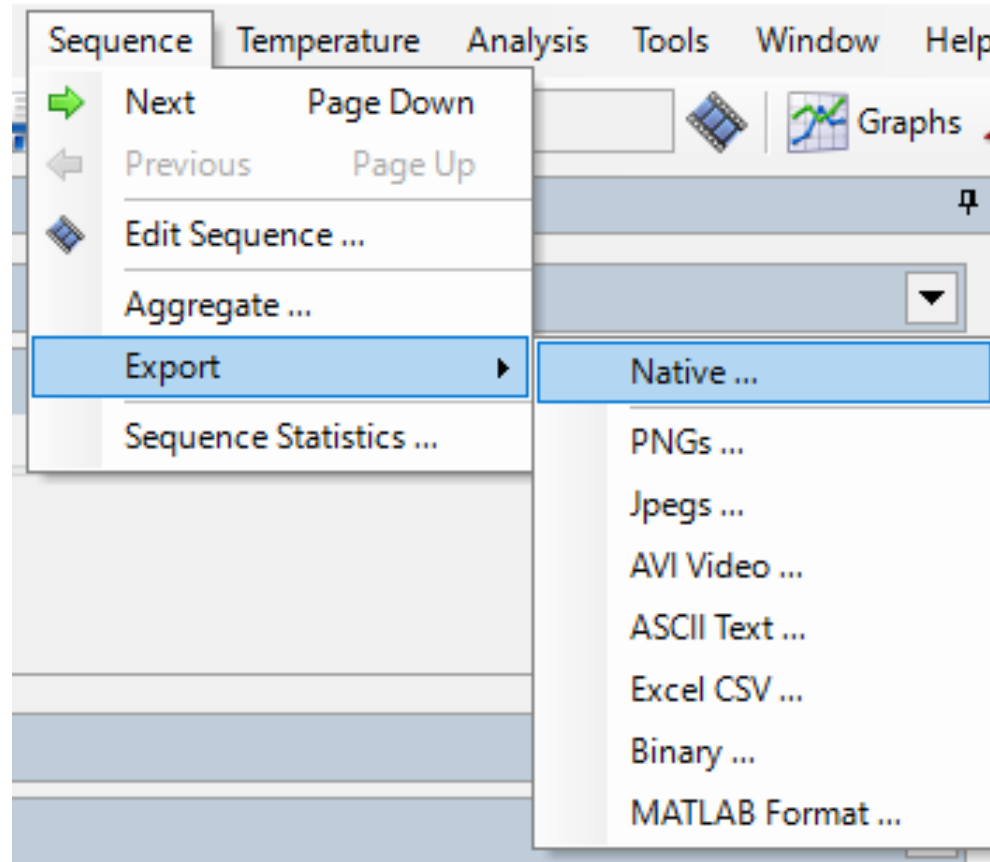 Sequence Temperature Analysis Tools Window Help
Next Page Down
Graphs
Previous Page Up
Edit Sequence ...
Aggregate ...
Export
Native ...
Sequence Statistics ...
PNGs ...
Jpegs ...
AVI Video ...
ASCII Text ...
Excel CSV ...
Binary ...
MATLAB Format ...